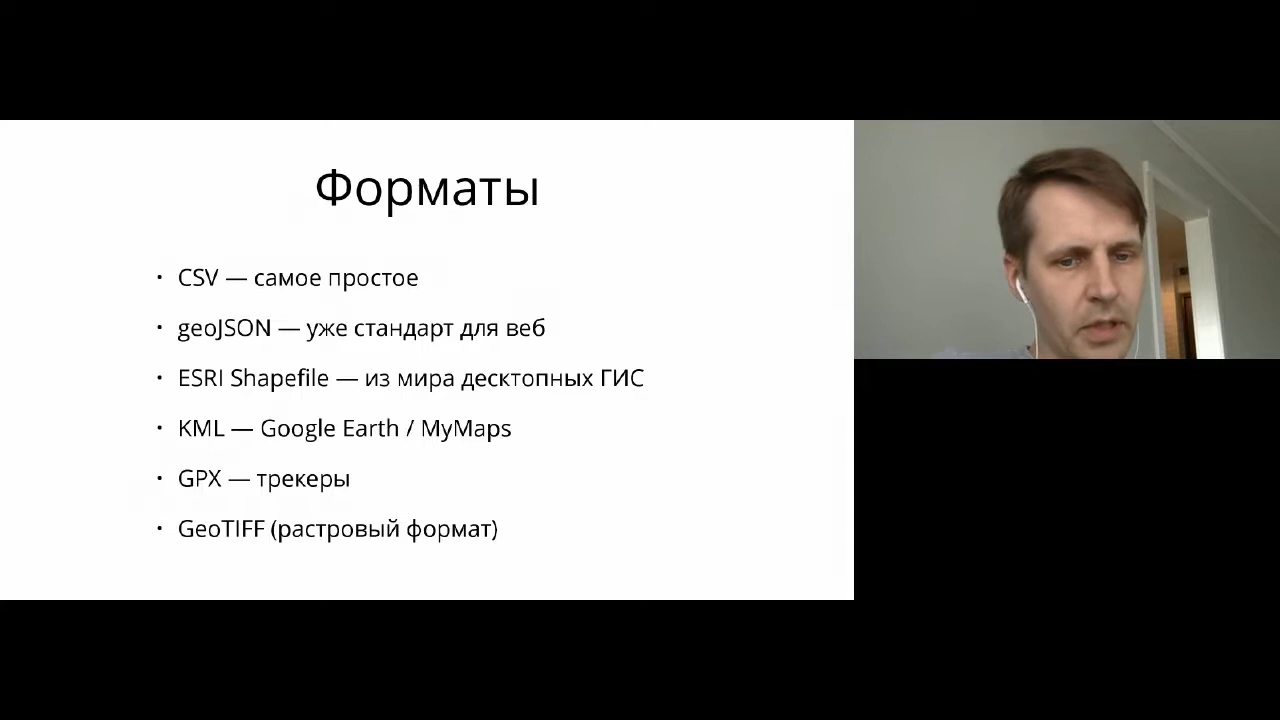 Форматы
· CSV — самое простое
· geoJSON — уже стандарт для веб
· ESRI Shapefile — из мира десктопных ГИС
· KML — Google Earth / MyMaps
· GPX — трекеры
· GeoTIFF (растровый формат)